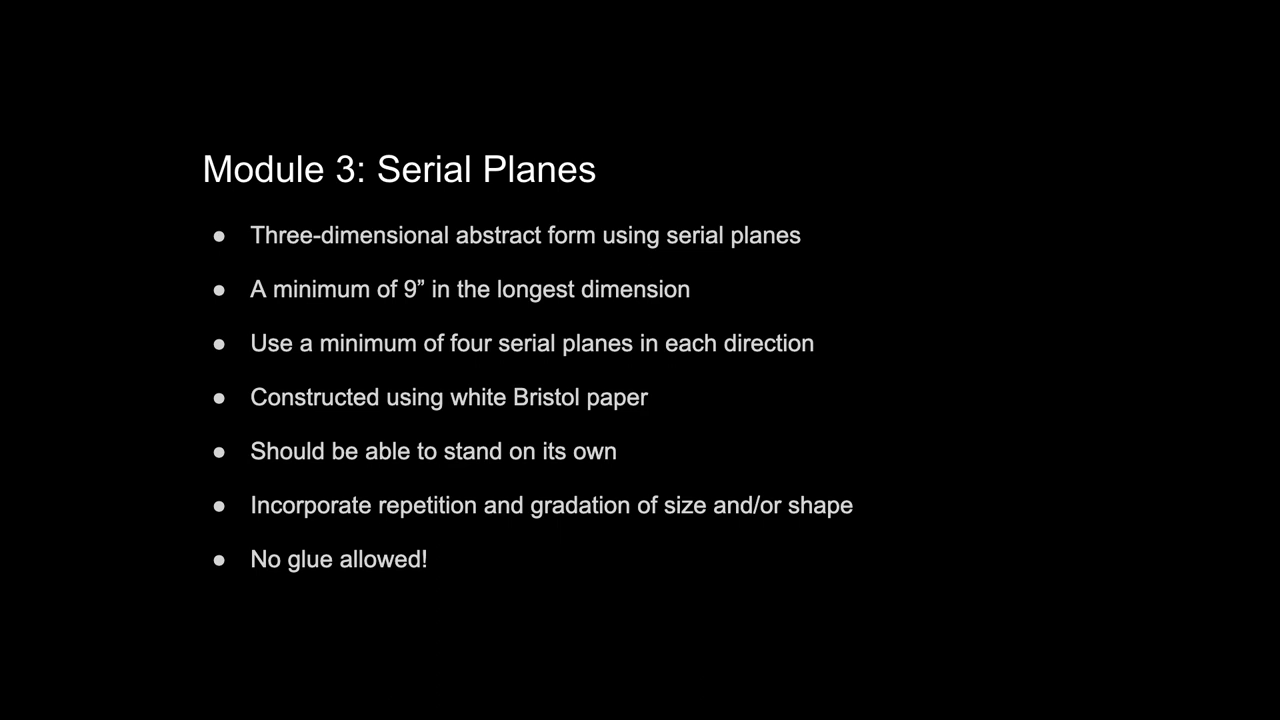 Module 3: Serial Planes
● Three-dimensional abstract form using serial planes
● A minimum of 9” in the longest dimension
● Use a minimum of four serial planes in each direction
● Constructed using white Bristol paper
● Should be able to stand on its own
● Incorporate repetition and gradation of size and/or shape
● No glue allowed!